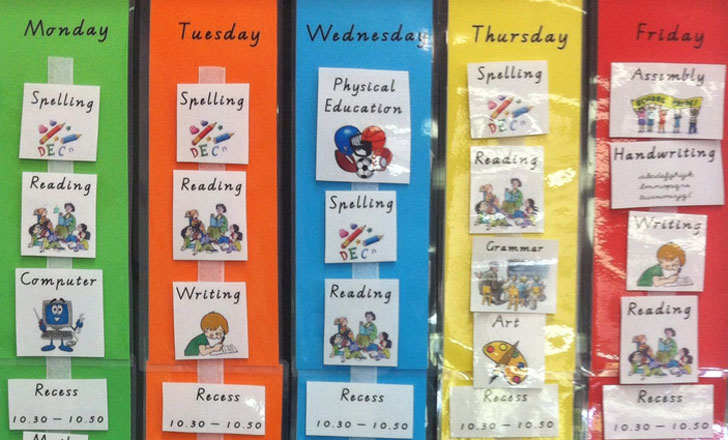 Monday
Spelling
DEC
Reading
Computer
Recess
10.30 – 10.50
Tuesday
Spelling
DEC
Reading
Writing
Recess
10.30 – 10.50
Wednesday
Physical
Education
Spelling
DEC
Reading
Recess
10.30 – 10.50
Thursday
Spelling
DEC
Reading
Grammar
Art
Recess
10.30 – 10.50
Friday
Assembly
Handwriting
Writing
Reading
Recess
10.30 – 10.50